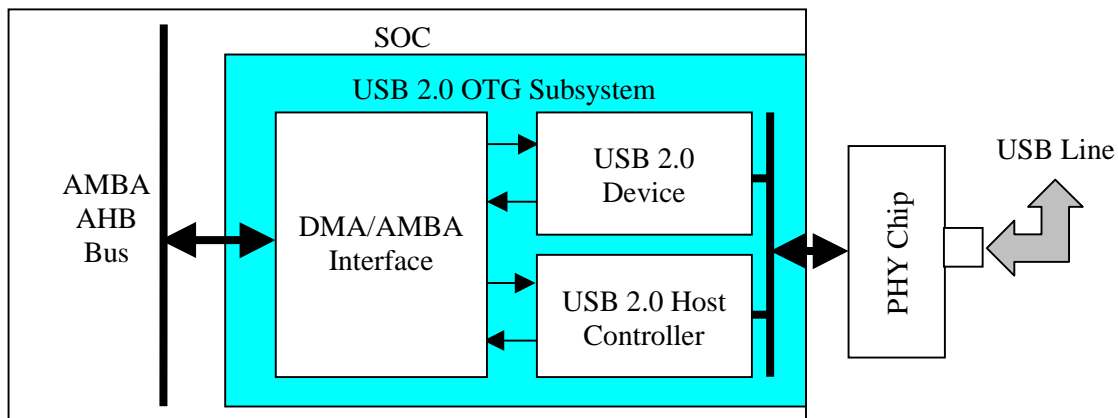 SOC
USB 2.0 OTG Subsystem
AMBA
AHB
Bus
DMA/AMBA
Interface
USB 2.0
Device
USB 2.0 Host
Controller
PHY Chip
USB Line